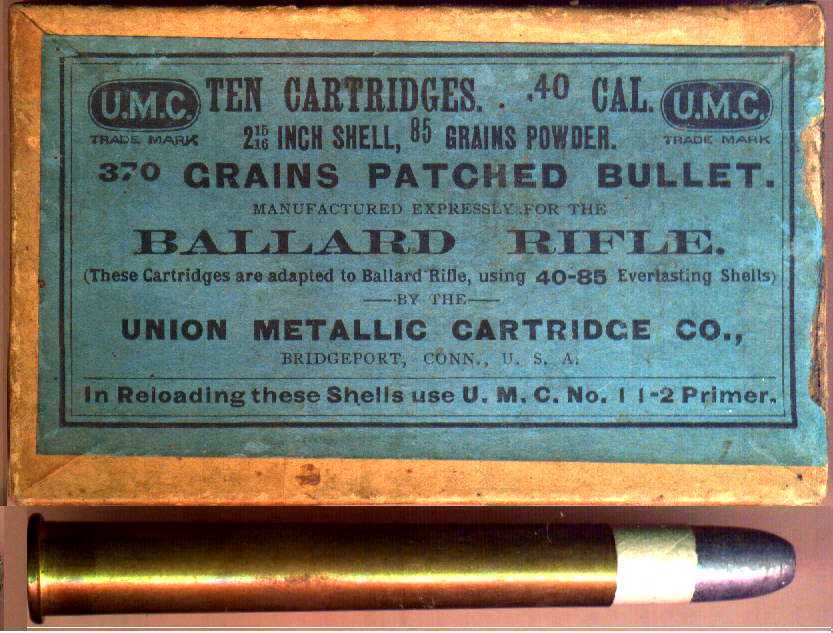 U.M.C. TEN CARTRIDGES. . .40 CAL. U.M.C.
TRADE MARK 2 15/16 INCH SHELL, 85 GRAINS POWDER. TRADE MARK
370 GRAINS PATCHED BULLET.
MANUFACTURED EXPRESSLY FOR THE
BALLARD RIFLE.
(These Cartridges are adapted to Ballard Rifle, using 40-85 Everlasting Shells)
—BY THE—
UNION METALLIC CARTRIDGE CO.,
BRIDGEPORT, CONN., U. S. A.
In Reloading these Shells use U. M. C. No. 1 1-2 Primer.